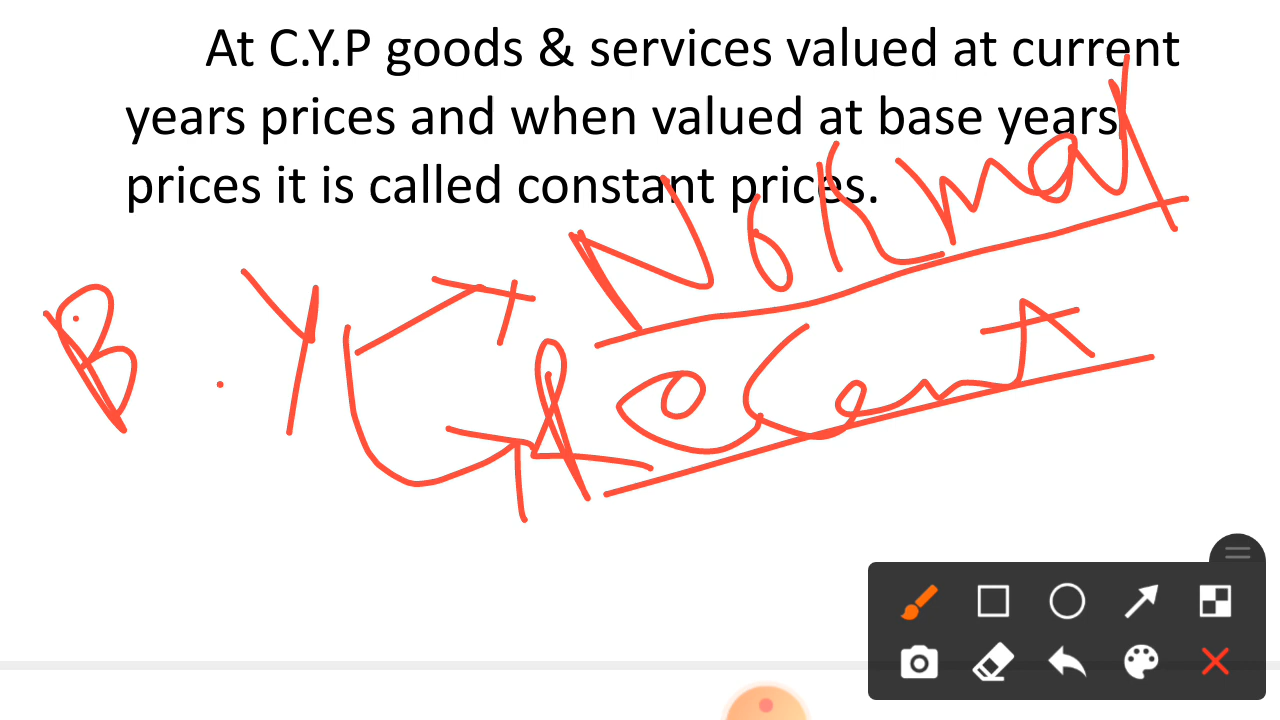 At C.Y.P goods & services valued at current
years prices and when valued at base years
prices it is called constant prices.
Normal
B.Y
Recent